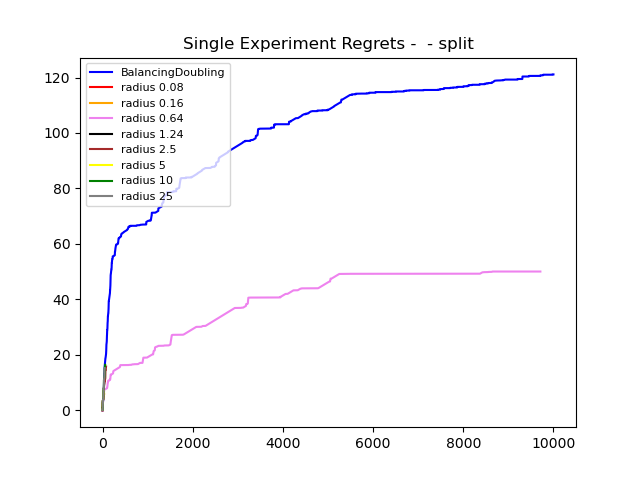 Single Experiment Regrets -  - split
BalancingDoubling
radius 0.08
radius 0.16
radius 0.64
radius 1.24
radius 2.5
radius 5
radius 10
radius 25
120
100
80
60
40
20
0
0 2000 4000 6000 8000 10000